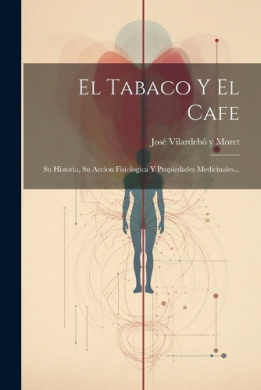 El Tabaco Y El
Cafe
José Vilardebó y Moret
Su Historia, Su Accion Fisiologica Y Propiedades Medicinales...